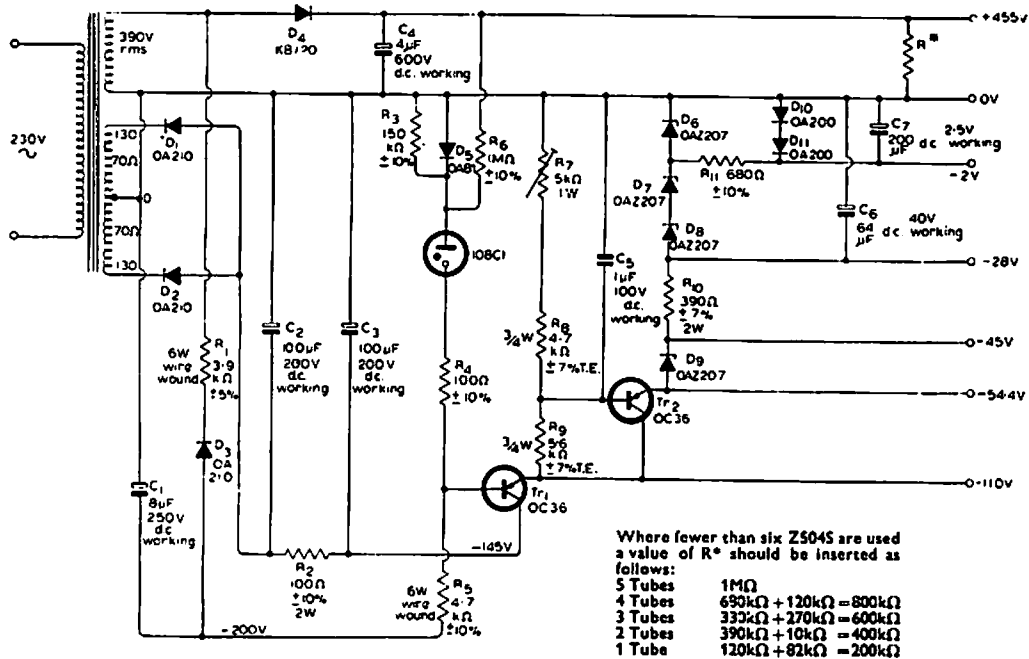 390V
rms
230V
~
130
70Ω
0
70Ω
130
D1
OA210
D2
OA210
D4
K8/20
C4
4μF
600V
d.c. working
R3
150
kΩ
±10%
D5
OA81
R6
1MΩ
±10%
108C1
R7
5kΩ
1W
R*
+455V
0V
D6
OAZ207
D7
OAZ207
D8
OAZ207
D10
OA200
D11
OA200
R11 680Ω
±10%
C7
200
μF
2·5V
d.c. working
-2V
C6
64
μF
40V
d.c. working
-28V
C5
1μF
100V
d.c.
working
R10
390Ω
±7%
2W
-45V
D9
OAZ207
-54·4V
Tr2
OC36
R8
4·7
kΩ
±7%T.E.
3/4W
R9
5·6
kΩ
±7%T.E.
3/4W
-110V
Tr1
OC36
R4
100Ω
±10%
R1
3·9
kΩ
±5%
6W
wire
wound
D3
OA
210
C1
8μF
250V
d.c
working
C2
100μF
200V
d.c.
working
C3
100μF
200V
d.c.
working
-145V
R2
100Ω
±10%
2W
R5
4·7
kΩ
±10%
6W
wire
wound
-200V
Where fewer than six Z504S are used
a value of R* should be inserted as
follows:
5 Tubes 1MΩ
4 Tubes 680kΩ+120kΩ=800kΩ
3 Tubes 330kΩ+270kΩ=600kΩ
2 Tubes 390kΩ+10kΩ=400kΩ
1 Tube 120kΩ+82kΩ=200kΩ